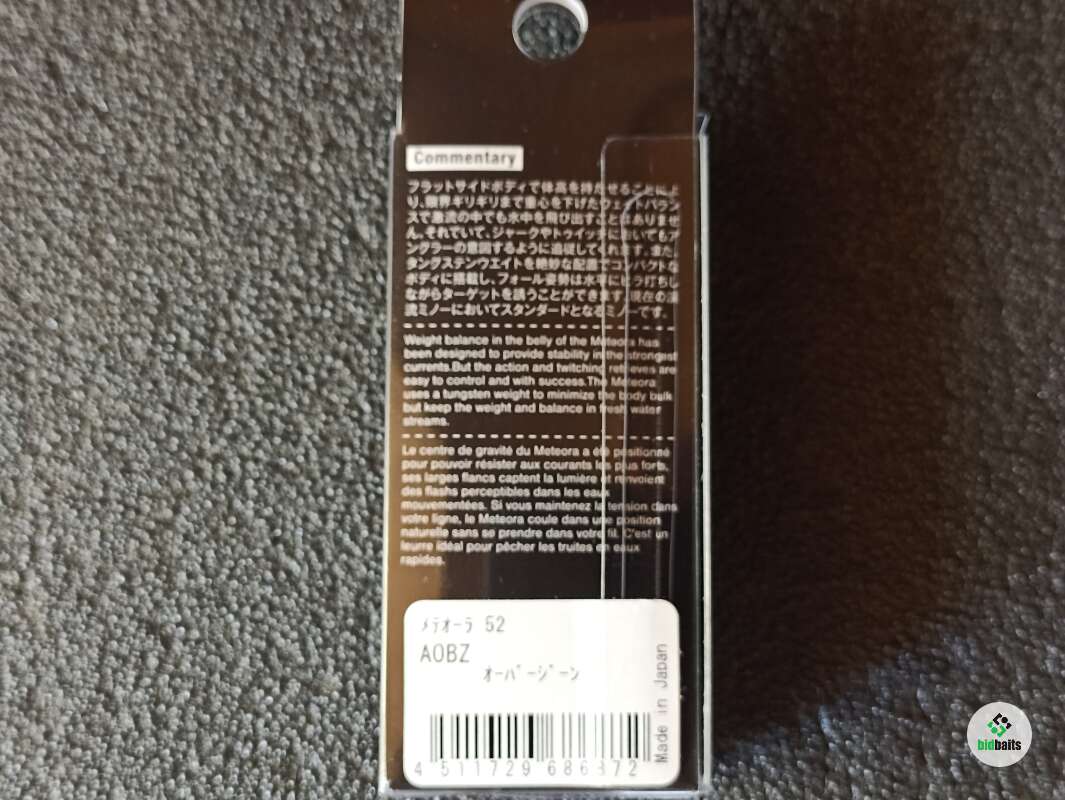 Commentary
フラットサイドボディで体高を持たせることによ
り、限界ギリギリまで重心を下げたウェイトバラン
スで激流の中でも水中を飛び出すことはありませ
ん。それでいて、ジャークやトゥイッチにおいてもア
ングラーの意図するように追従してくれます。また、
タングステンウエイトを絶妙な配置でコンパクトな
ボディに搭載し、フォール姿勢は水平にヒラ打ちし
ながらターゲットを誘うことができます。現在の渓
流ミノーにおいてスタンダードとなるミノーです。
Weight balance in the belly of the Meteora has
been designed to provide stability in the strongest
currents.But the action and twitching retrieves are
easy to control and with success.The Meteora
uses a tungsten weight to minimize the body bulk
but keep the weight and balance in fresh water
streams.
Le centre de gravité du Meteora a été positionné
pour pouvoir résister aux courants les plus forts,
ses larges flancs captent la lumière et renvoient
des flashs perceptibles dans les eaux
mouvementées. Si vous maintenez la tension dans
votre ligne, le Meteora coule dans une position
naturelle sans se prendre dans votre fil. C'est un
leurre idéal pour pêcher les truites en eaux
rapides.
ﾒﾃｵｰﾗ 52
AOBZ
ｵｰﾊﾞｰｼﾞｰﾝ
Made in Japan
4 511729 686372
bidbaits